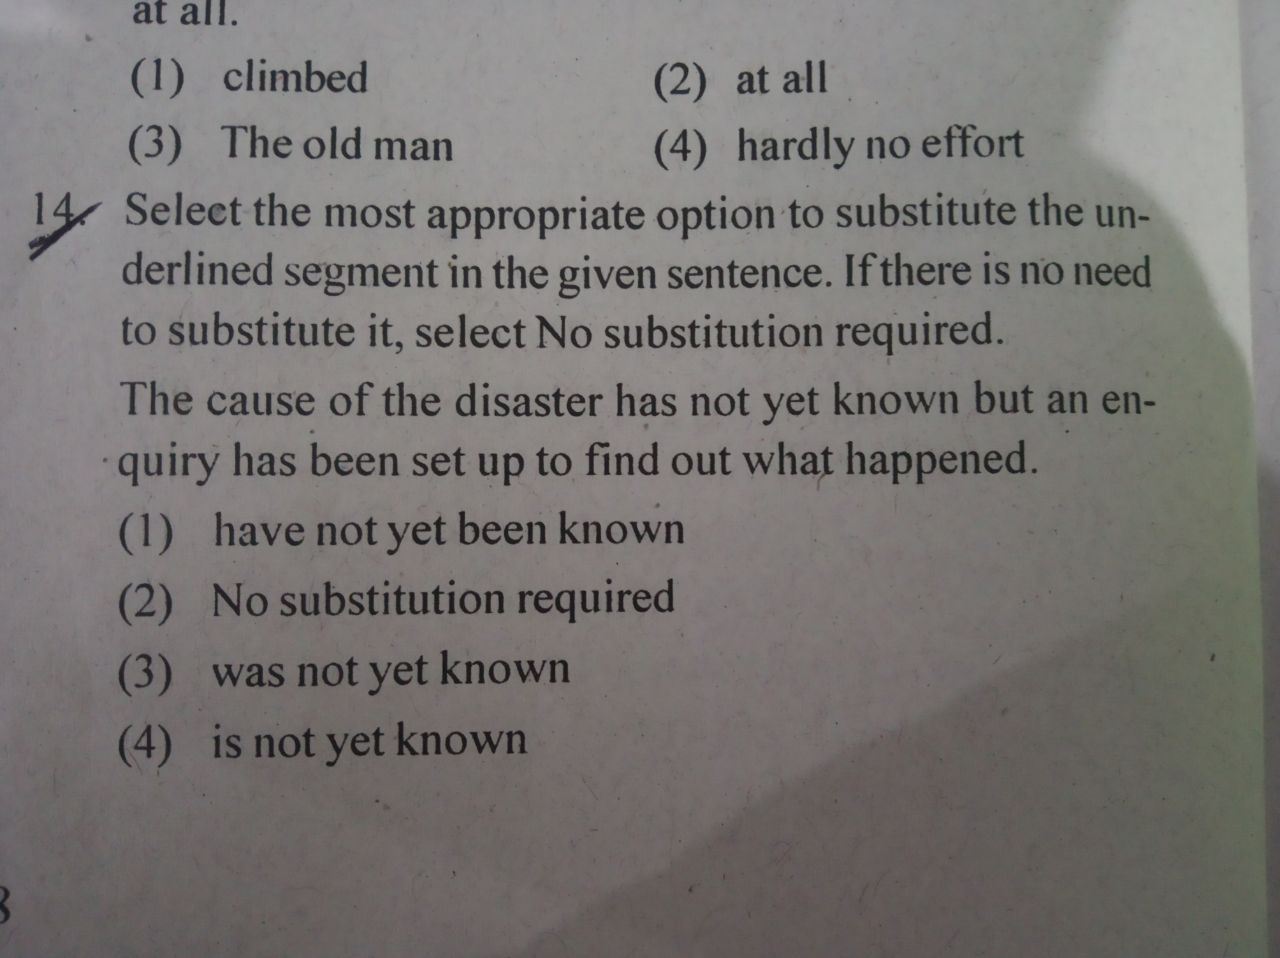 at all.
(1) climbed (2) at all
(3) The old man (4) hardly no effort
14. Select the most appropriate option to substitute the un-
derlined segment in the given sentence. If there is no need
to substitute it, select No substitution required.
The cause of the disaster has not yet known but an en-
quiry has been set up to find out what happened.
(1) have not yet been known
(2) No substitution required
(3) was not yet known
(4) is not yet known